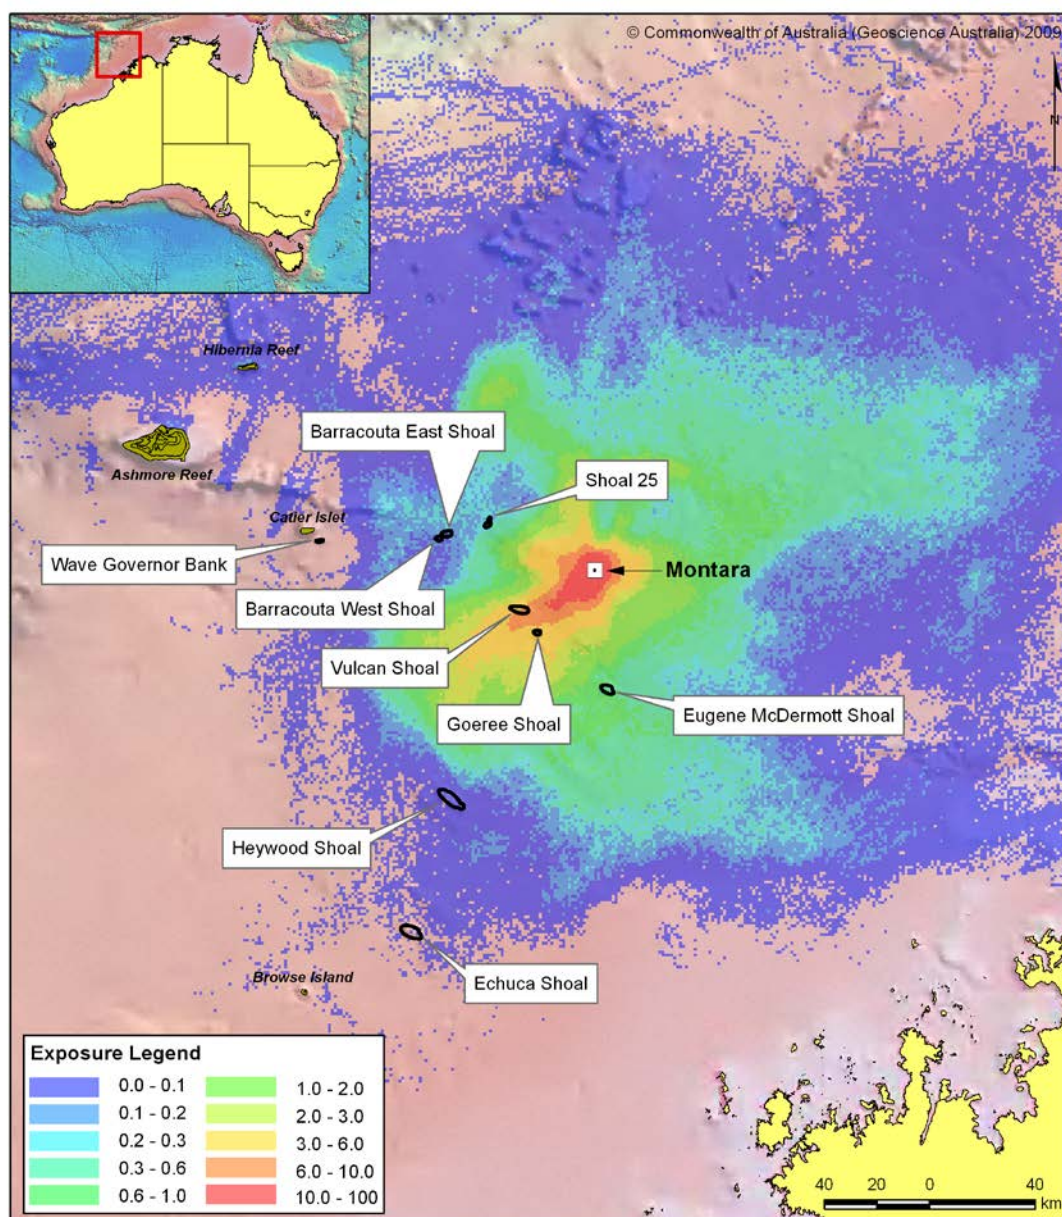 © Commonwealth of Australia (Geoscience Australia) 2009
N
Hibernia Reef
Barracouta East Shoal
Shoal 25
Ashmore Reef
Catier Islet
Wave Governor Bank
Montara
Barracouta West Shoal
Vulcan Shoal
Goeree Shoal
Eugene McDermott Shoal
Heywood Shoal
Echuca Shoal
Browse Island
Exposure Legend
0.0 - 0.1
1.0 - 2.0
0.1 - 0.2
2.0 - 3.0
0.2 - 0.3
3.0 - 6.0
0.3 - 0.6
6.0 - 10.0
0.6 - 1.0
10.0 - 100
40 20 0 40
km